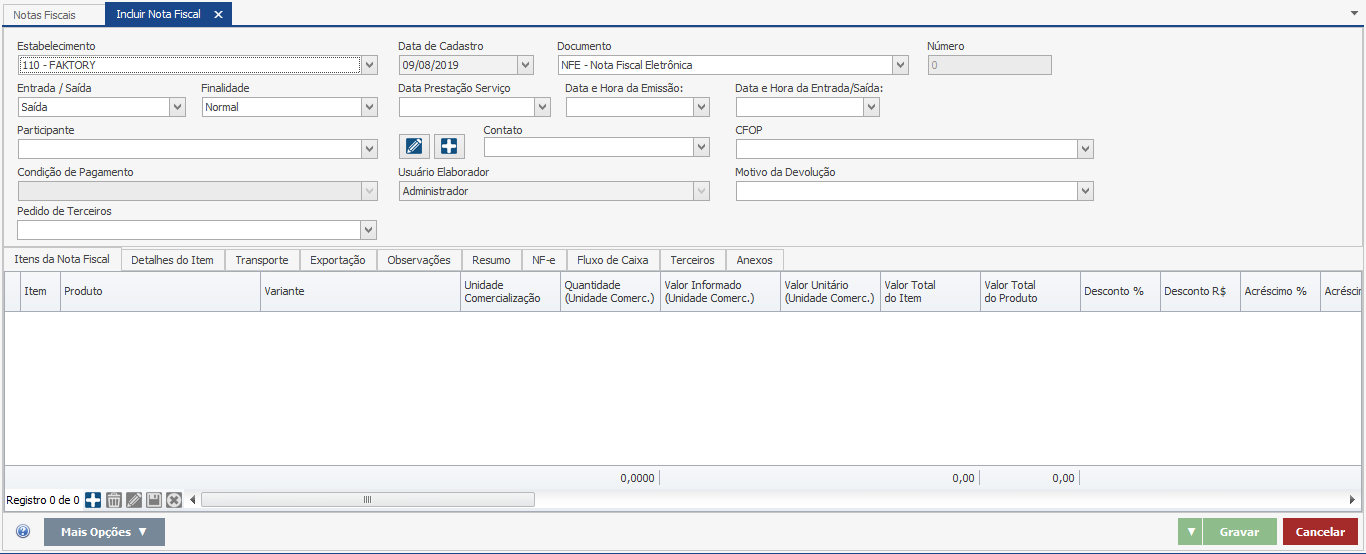 Notas Fiscais
Incluir Nota Fiscal
Estabelecimento
Data de Cadastro
Documento
Número
110 - FAKTORY
09/08/2019
NFE - Nota Fiscal Eletrônica
0
Entrada / Saída
Finalidade
Data Prestação Serviço
Data e Hora da Emissão:
Data e Hora da Entrada/Saída:
Saída
Normal
Participante
Contato
CFOP
Condição de Pagamento
Usuário Elaborador
Motivo da Devolução
Administrador
Pedido de Terceiros
Itens da Nota Fiscal
Detalhes do Item
Transporte
Exportação
Observações
Resumo
NF-e
Fluxo de Caixa
Terceiros
Anexos
Item
Produto
Variante
Unidade
Comercialização
Quantidade
(Unidade Comerc.)
Valor Informado
(Unidade Comerc.)
Valor Unitário
(Unidade Comerc.)
Valor Total
do Item
Valor Total
do Produto
Desconto %
Desconto R$
Acréscimo %
Acréscim
0,0000
0,00
0,00
Registro 0 de 0
Mais Opções
Gravar
Cancelar